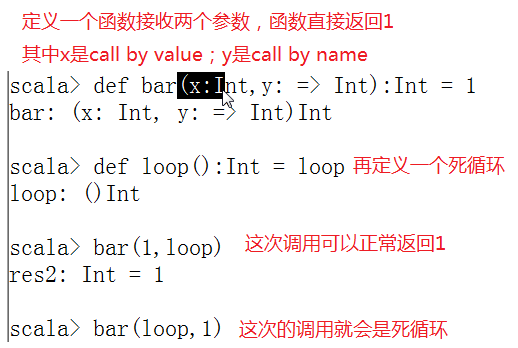 定义一个函数接收两个参数，函数直接返回1
其中x是call by value；y是call by name
scala> def bar(x:Int,y: => Int):Int = 1
bar: (x: Int, y: => Int)Int
scala> def loop():Int = loop 再定义一个死循环
loop: ()Int
scala> bar(1,loop) 这次调用可以正常返回1
res2: Int = 1
scala> bar(loop,1) 这次的调用就会是死循环